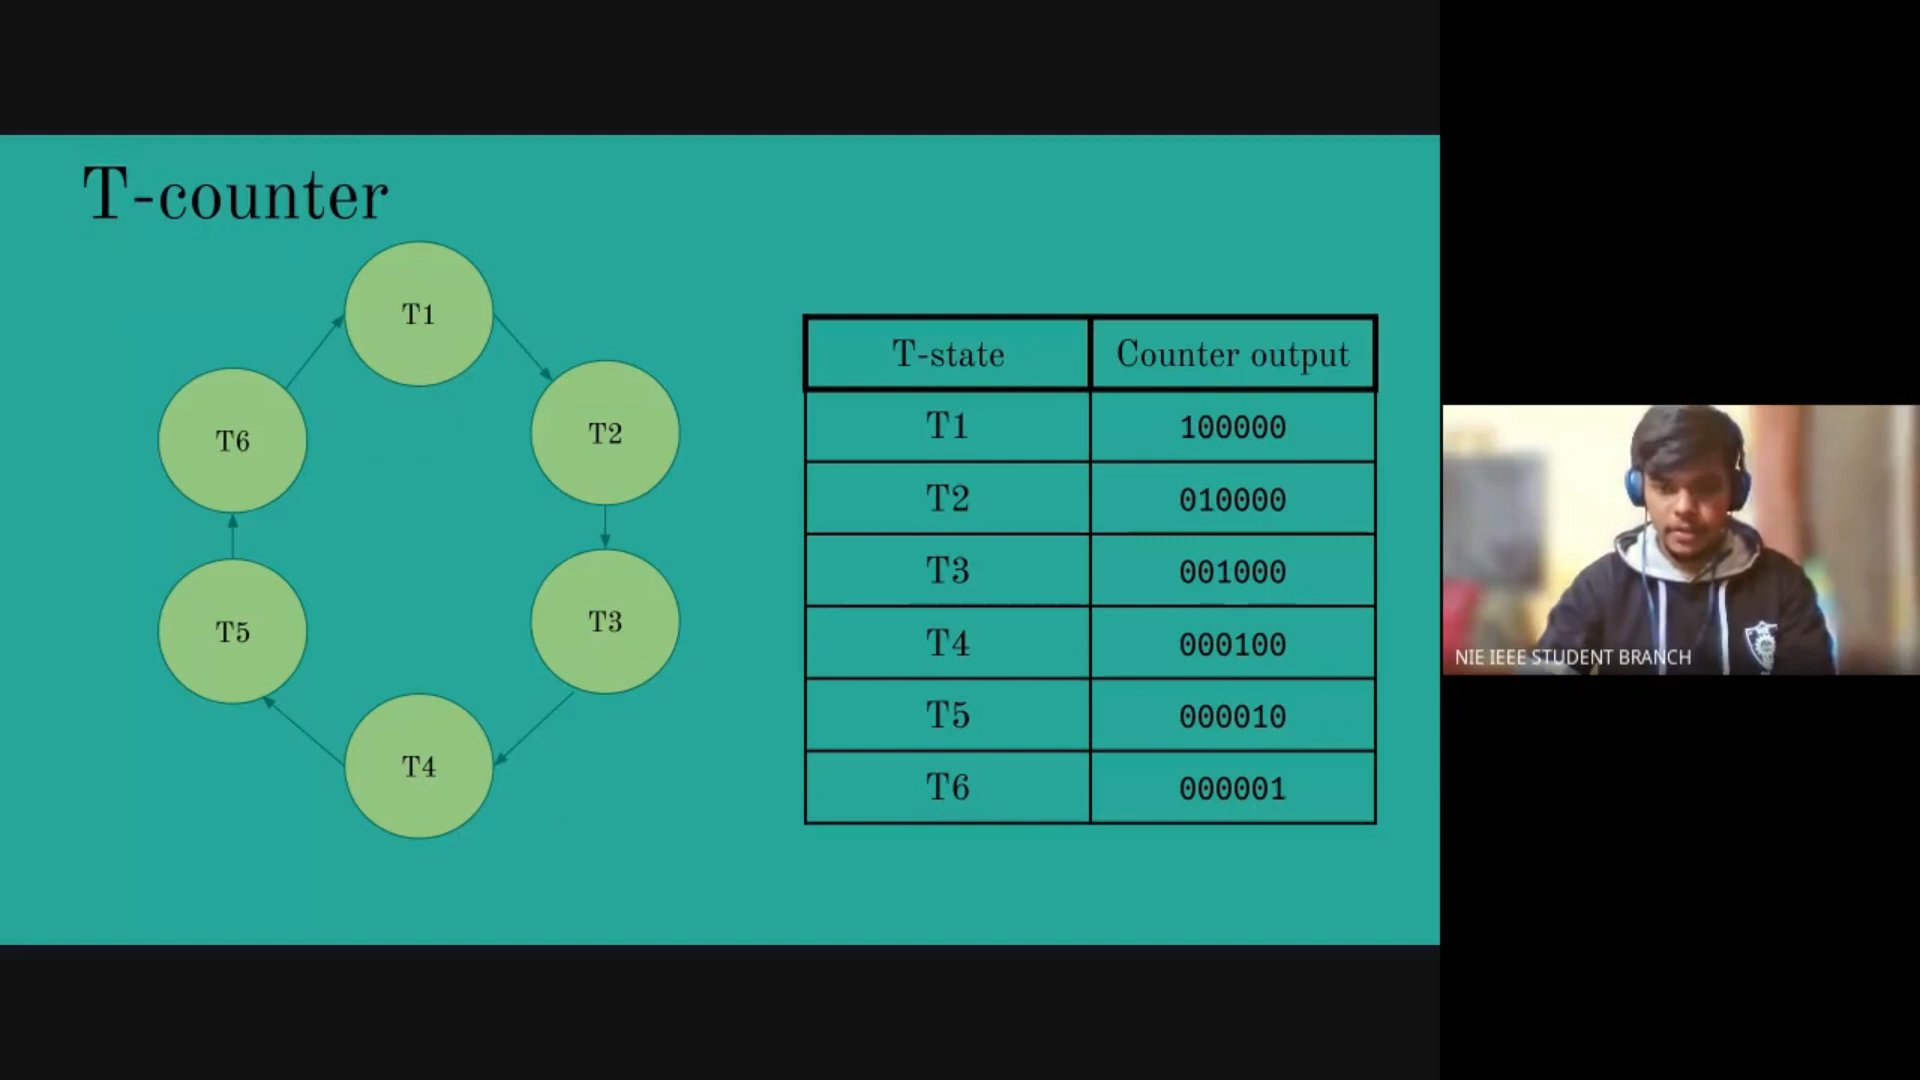 T-counter
T1
T2
T3
T4
T5
T6
T-state Counter output
T1 100000
T2 010000
T3 001000
T4 000100
T5 000010
T6 000001
NIE IEEE STUDENT BRANCH